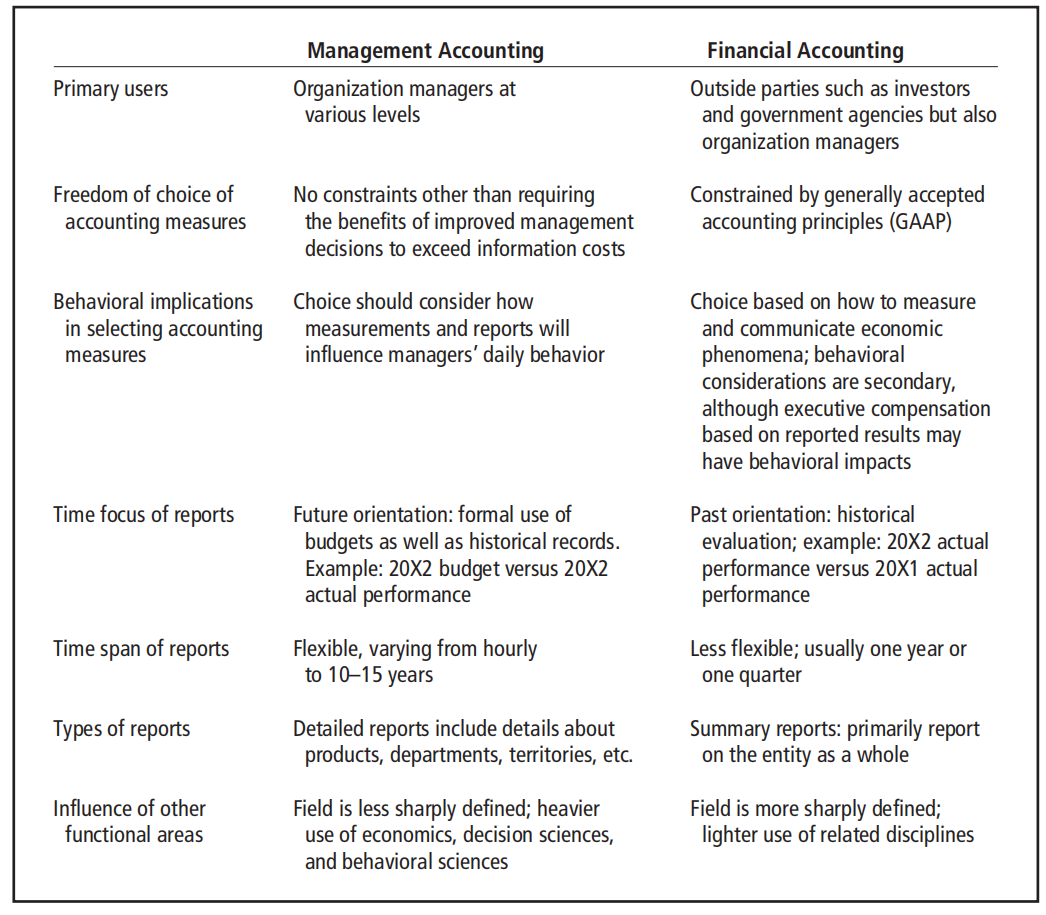 Management Accounting Financial Accounting
Primary users
Organization managers at
various levels
Outside parties such as investors
and government agencies but also
organization managers
Freedom of choice of
accounting measures
No constraints other than requiring
the benefits of improved management
decisions to exceed information costs
Constrained by generally accepted
accounting principles (GAAP)
Behavioral implications
in selecting accounting
measures
Choice should consider how
measurements and reports will
influence managers’ daily behavior
Choice based on how to measure
and communicate economic
phenomena; behavioral
considerations are secondary,
although executive compensation
based on reported results may
have behavioral impacts
Time focus of reports
Future orientation: formal use of
budgets as well as historical records.
Example: 20X2 budget versus 20X2
actual performance
Past orientation: historical
evaluation; example: 20X2 actual
performance versus 20X1 actual
performance
Time span of reports
Flexible, varying from hourly
to 10–15 years
Less flexible; usually one year or
one quarter
Types of reports
Detailed reports include details about
products, departments, territories, etc.
Summary reports: primarily report
on the entity as a whole
Influence of other
functional areas
Field is less sharply defined; heavier
use of economics, decision sciences,
and behavioral sciences
Field is more sharply defined;
lighter use of related disciplines